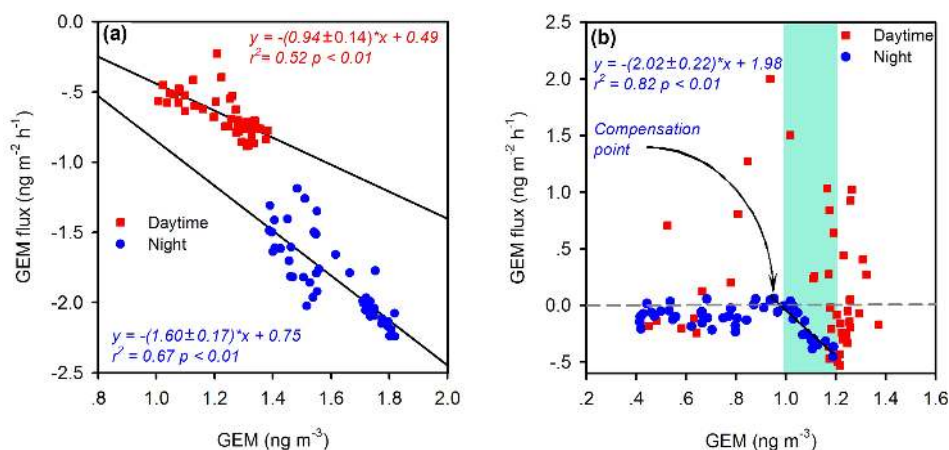 (a)
y = -(0.94±0.14)*x + 0.49
r² = 0.52 p < 0.01
Daytime
Night
y = -(1.60±0.17)*x + 0.75
r² = 0.67 p < 0.01
0.0
-.5
-1.0
-1.5
-2.0
-2.5
GEM flux (ng m⁻² h⁻¹)
.8 1.0 1.2 1.4 1.6 1.8 2.0
GEM (ng m⁻³)
(b)
Daytime
Night
y = -(2.02±0.22)*x + 1.98
r² = 0.82 p < 0.01
Compensation
point
2.5
2.0
1.5
1.0
.5
0.0
-.5
GEM flux (ng m⁻² h⁻¹)
.2 .4 .6 .8 1.0 1.2 1.4 1.6
GEM (ng m⁻³)